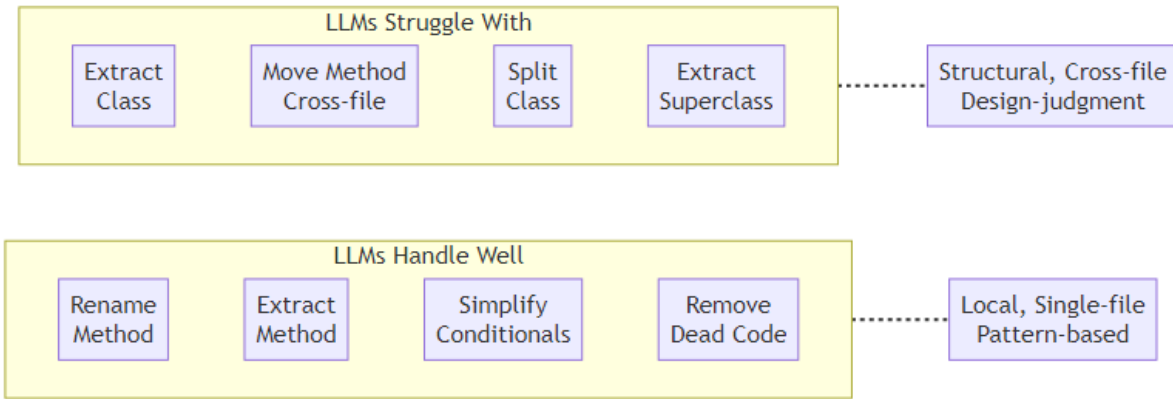 LLMs Struggle With
Extract
Class
Move Method
Cross-file
Split
Class
Extract
Superclass
Structural, Cross-file
Design-judgment
LLMs Handle Well
Rename
Method
Extract
Method
Simplify
Conditionals
Remove
Dead Code
Local, Single-file
Pattern-based